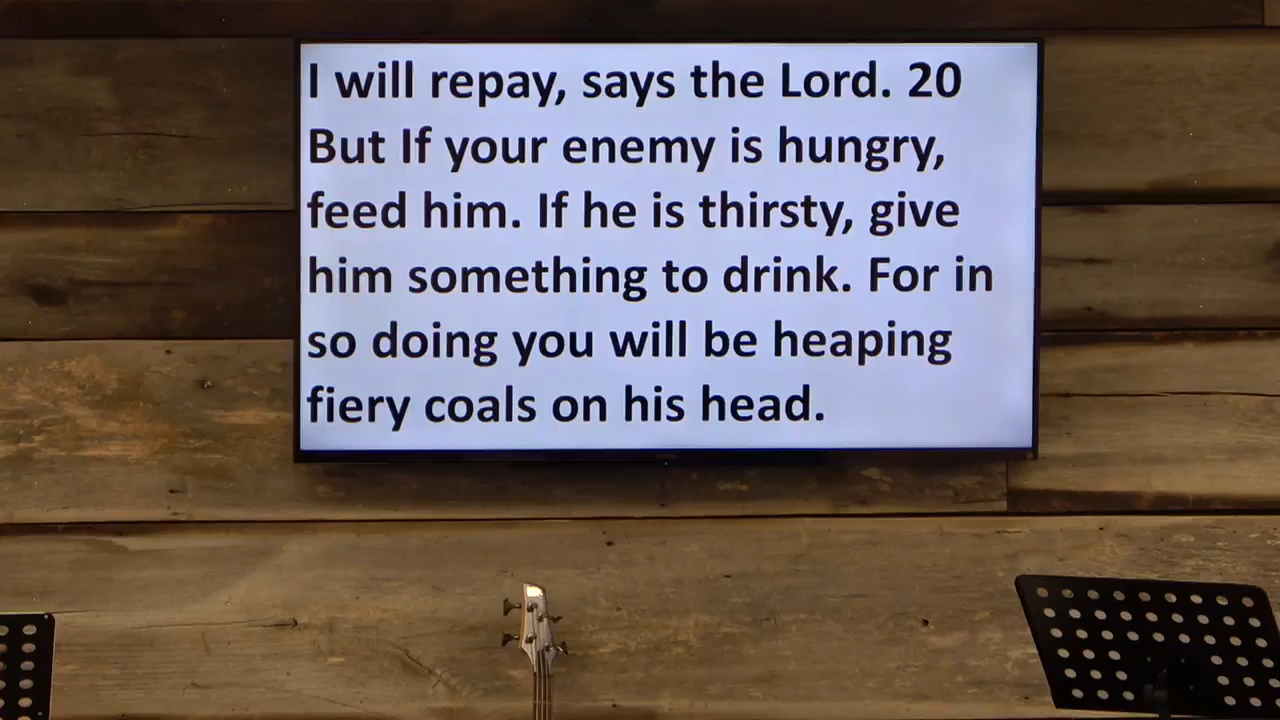 I will repay, says the Lord. 20
But If your enemy is hungry,
feed him. If he is thirsty, give
him something to drink. For in
so doing you will be heaping
fiery coals on his head.